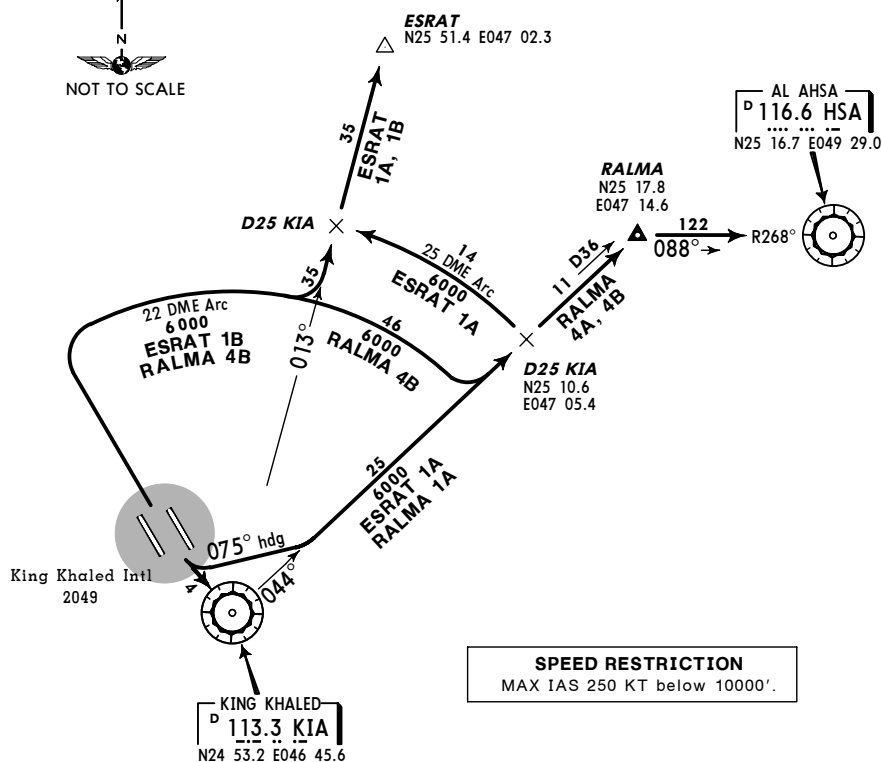 N
NOT TO SCALE
ESRAT
N25 51.4 E047 02.3
AL AHSA
D 116.6 HSA
N25 16.7 E049 29.0
35
ESRAT
1A, 1B
RALMA
N25 17.8
E047 14.6
D25 KIA
122
088°
R268°
14
25 DME Arc
6000
ESRAT 1A
11
D36
RALMA
4A, 4B
35
22 DME Arc
6000
ESRAT 1B
RALMA 4B
46
6000
RALMA 4B
013°
D25 KIA
N25 10.6
E047 05.4
25
6000
ESRAT 1A
RALMA 1A
075° hdg
044°
4
King Khaled Intl
2049
KING KHALED
D 113.3 KIA
N24 53.2 E046 45.6
SPEED RESTRICTION
MAX IAS 250 KT below 10000'.